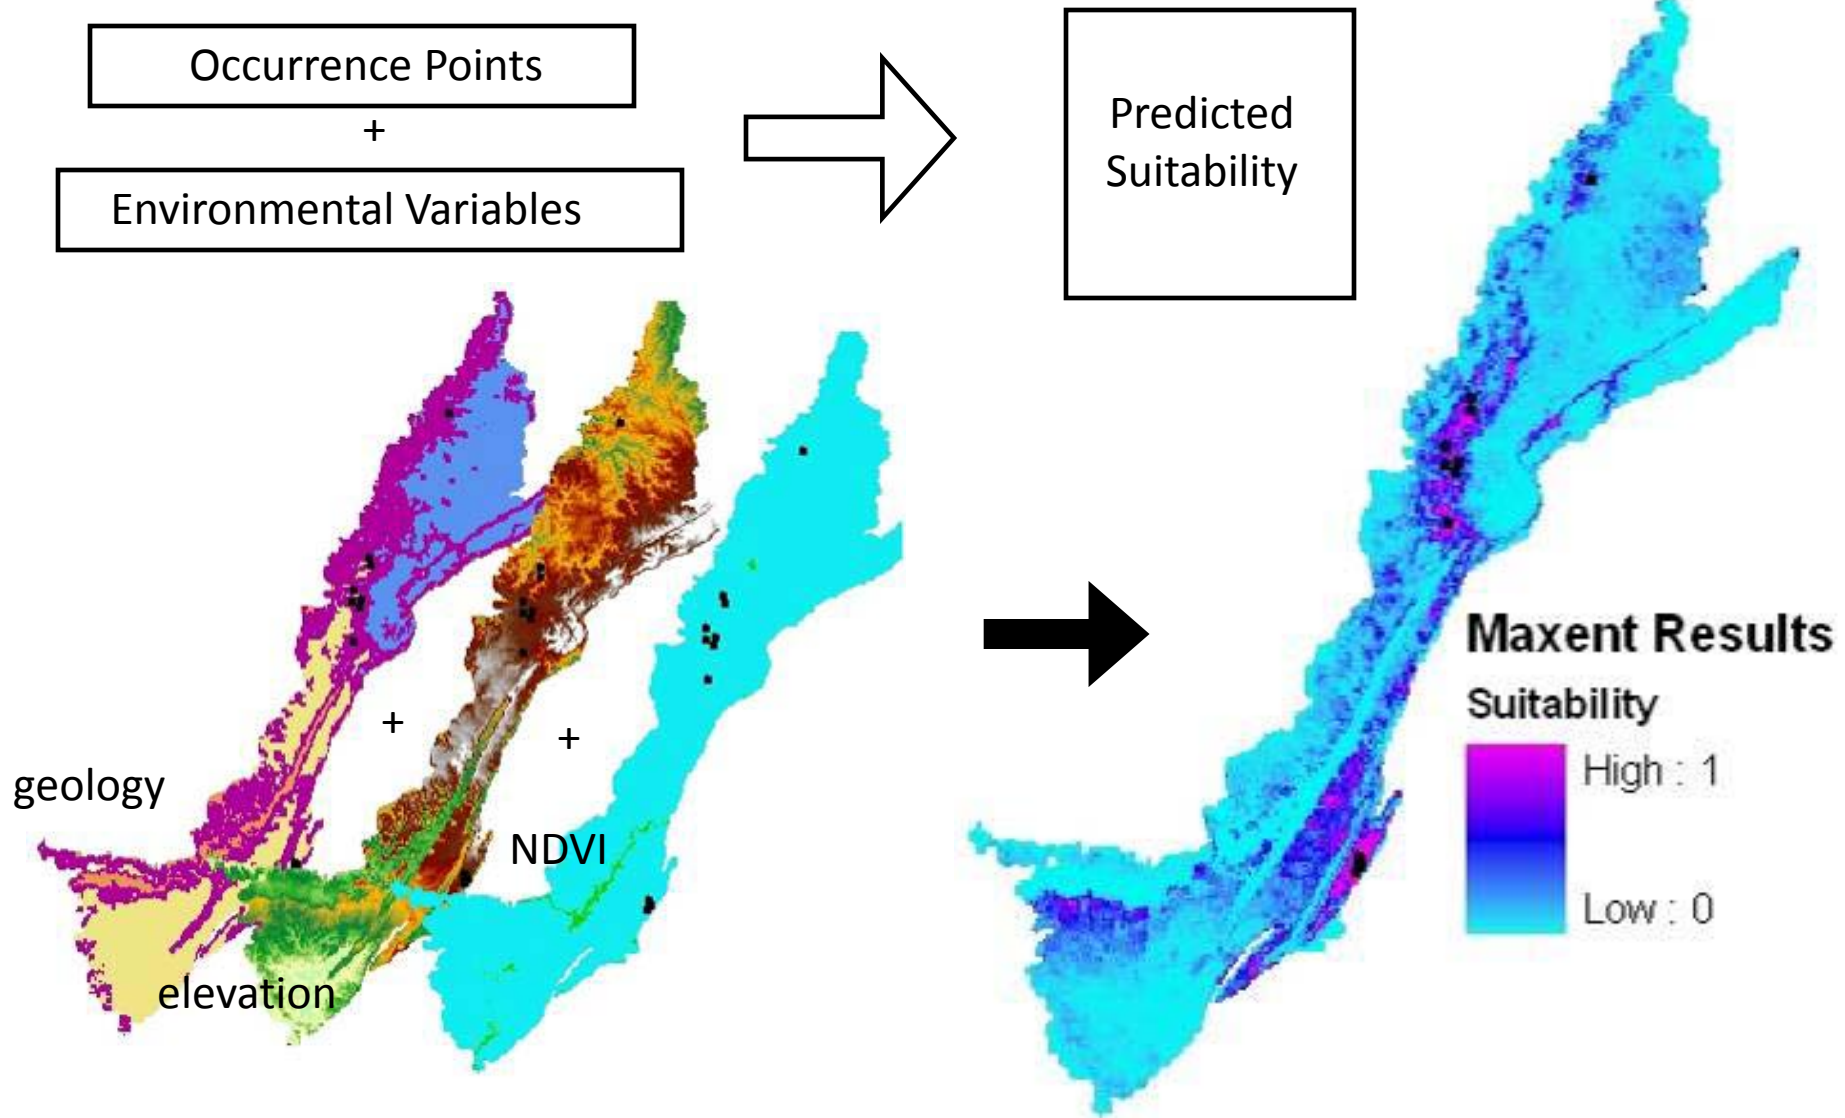 Occurrence Points
+
Environmental Variables
Predicted
Suitability
geology
+
elevation
+
NDVI
Maxent Results
Suitability
High : 1
Low : 0